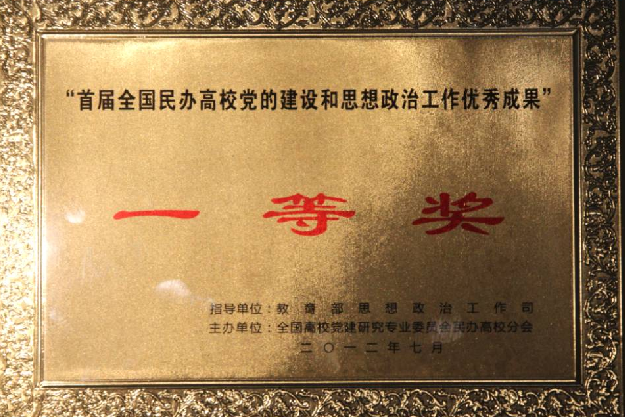 “首届全国民办高校党的建设和思想政治工作优秀成果”
一等奖
指导单位：教育部思想政治工作司
主办单位：全国高校党建研究专业委员会民办高校分会
二〇一二年七月